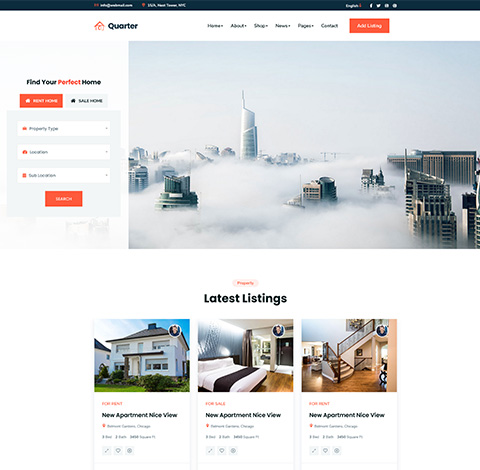 info@webmail.com 15/A, Nest Tower, NYC English
Quarter Home About Shop News Pages Contact Add Listing
Find Your Perfect Home
RENT HOME SALE HOME
Property Type
Location
Sub Location
SEARCH
Property
Latest Listings
FOR RENT FOR SALE FOR RENT
New Apartment Nice View New Apartment Nice View New Apartment Nice View
Belmont Gardens, Chicago Belmont Gardens, Chicago Belmont Gardens, Chicago
3 Bed 2 Bath 3450 Square Ft 3 Bed 2 Bath 3450 Square Ft 3 Bed 2 Bath 3450 Square Ft